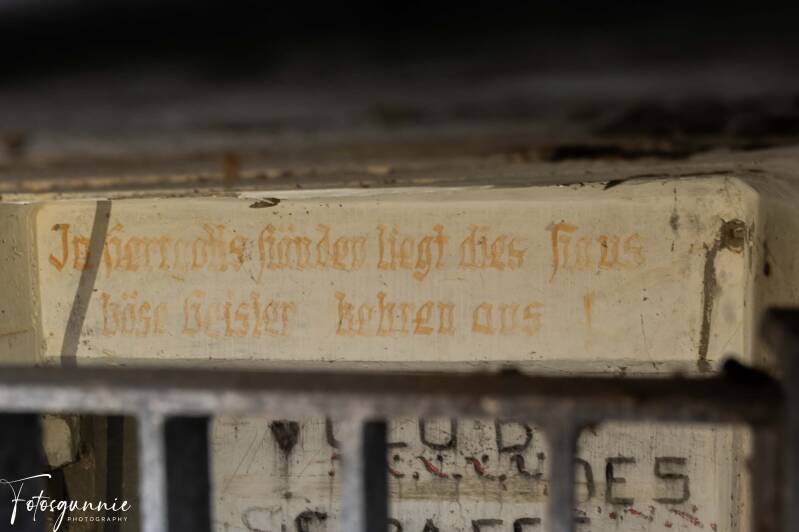 In Herrgotts Händen liegt dies Haus
böse Geister kehren aus !
DES
Fotosgunnie
PHOTOGRAPHY